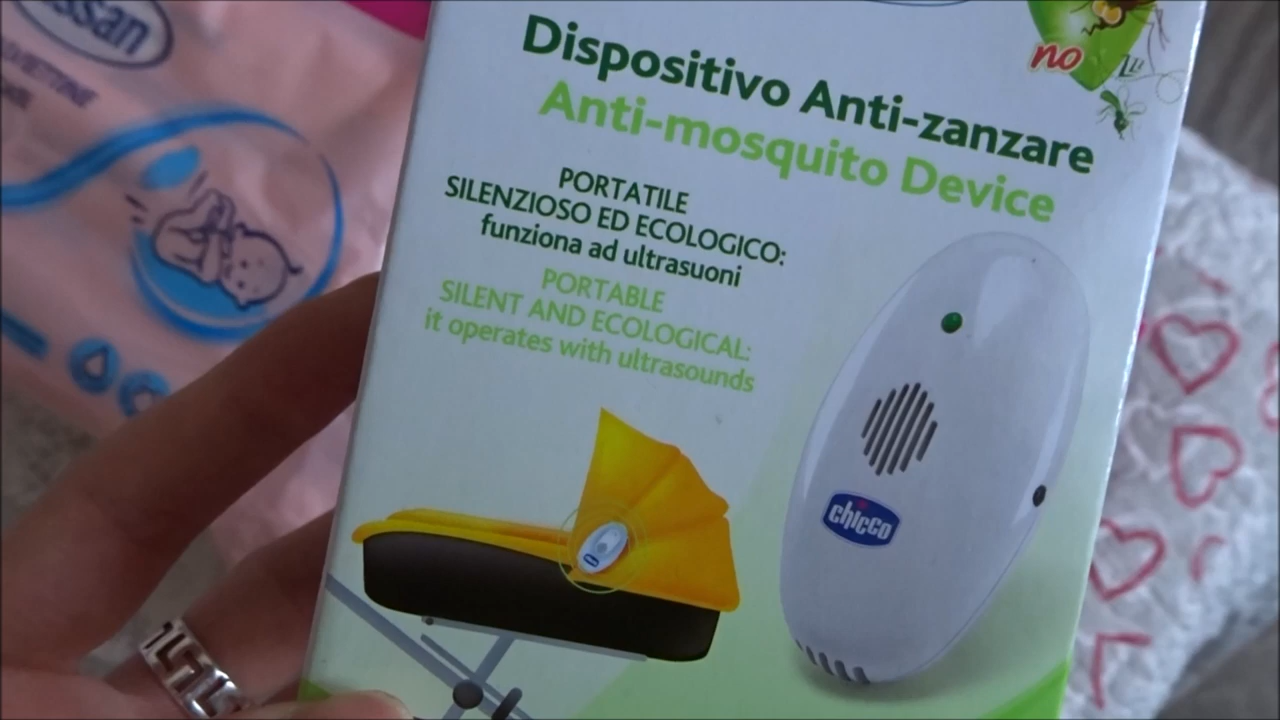 Dispositivo Anti-zanzare
Anti-mosquito Device
no
PORTATILE
SILENZIOSO ED ECOLOGICO:
funziona ad ultrasuoni
PORTABLE
SILENT AND ECOLOGICAL:
it operates with ultrasounds
chicco